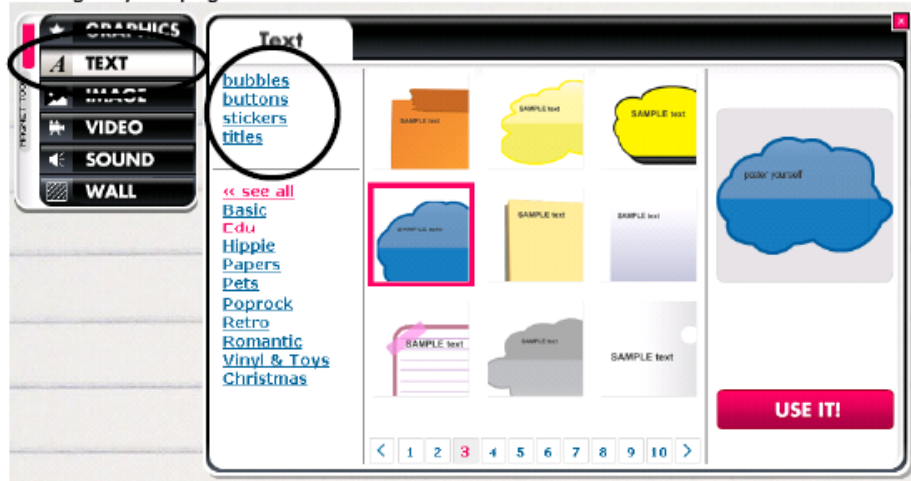 GRAPHICS
TEXT
IMAGE
VIDEO
SOUND
WALL
Text
bubbles
buttons
stickers
titles
« see all
Basic
Edu
Hippie
Papers
Pets
Poprock
Retro
Romantic
Vinyl & Toys
Christmas
SAMPLE text
SAMPLE text
SAMPLE text
SAMPLE text
SAMPLE text
SAMPLE text
SAMPLE text
SAMPLE text
SAMPLE text
< 1 2 3 4 5 6 7 8 9 10 >
poster yourself
USE IT!